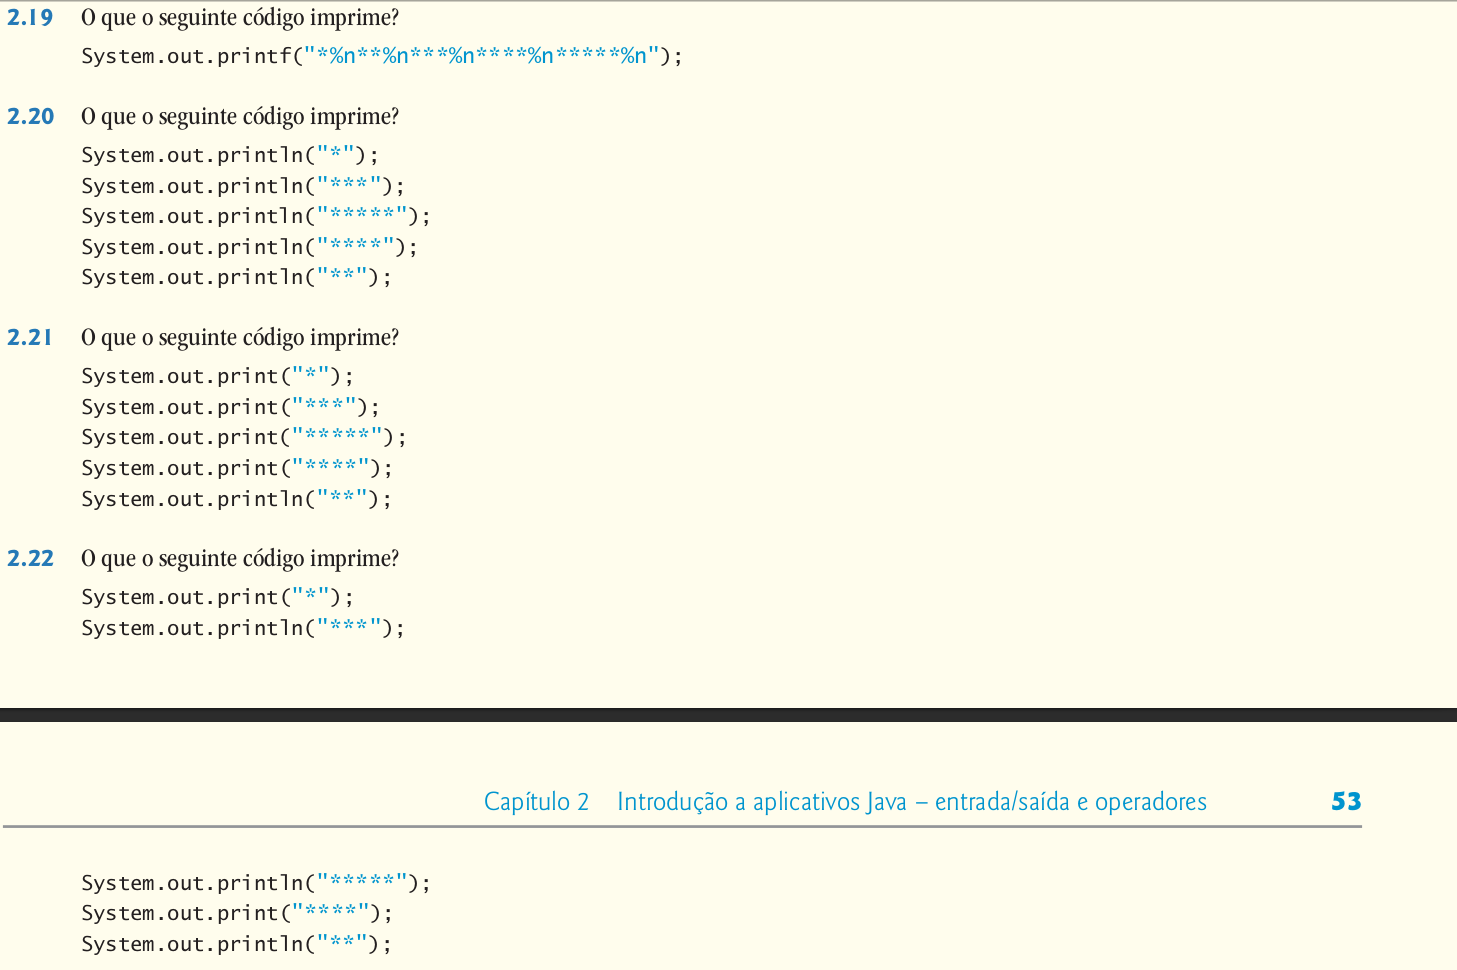 2.19 O que o seguinte código imprime?
System.out.printf("*%n**%n***%n****%n*****%n");
2.20 O que o seguinte código imprime?
System.out.println("*");
System.out.println("***");
System.out.println("*****");
System.out.println("****");
System.out.println("**");
2.21 O que o seguinte código imprime?
System.out.print("*");
System.out.print("***");
System.out.print("*****");
System.out.print("****");
System.out.println("**");
2.22 O que o seguinte código imprime?
System.out.print("*");
System.out.println("***");
Capítulo 2 Introdução a aplicativos Java – entrada/saída e operadores 53
System.out.println("*****");
System.out.print("****");
System.out.println("**");